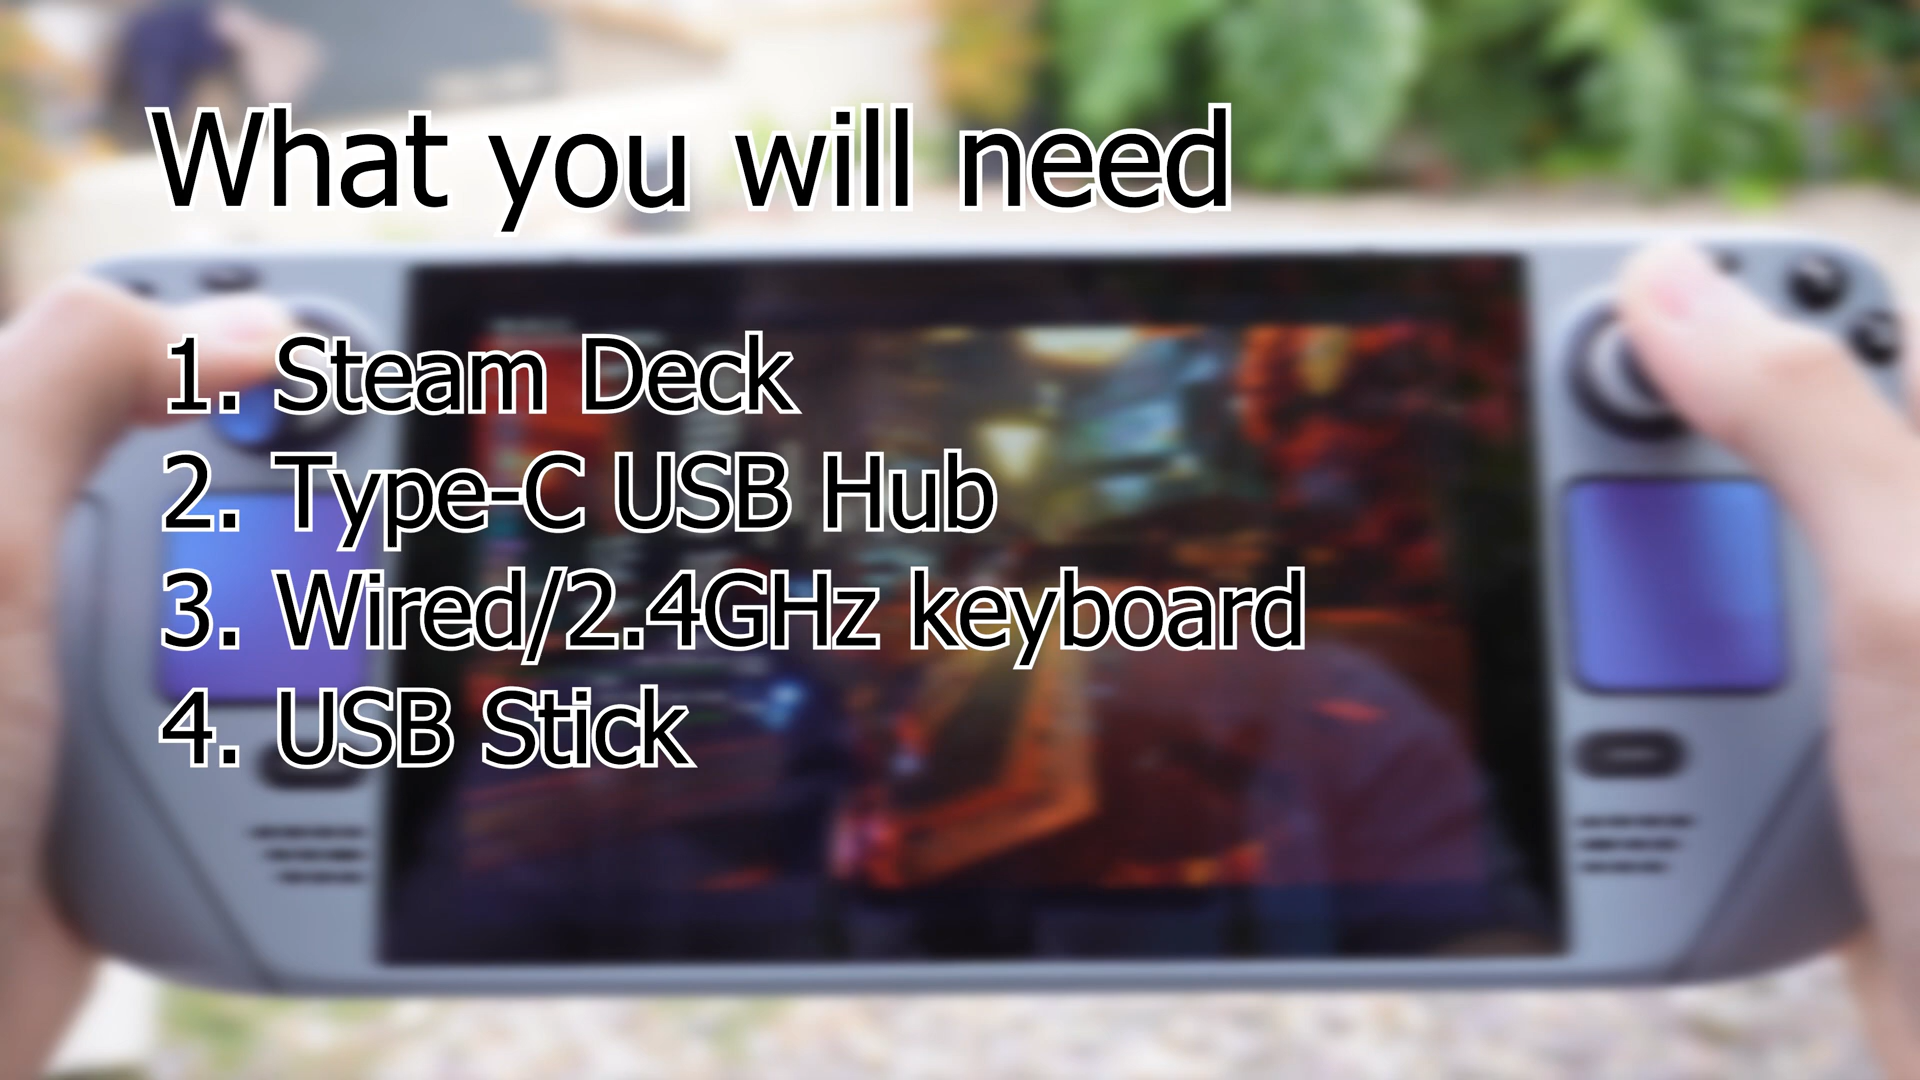 What you will need
1. Steam Deck
2. Type-C USB Hub
3. Wired/2.4GHz keyboard
4. USB Stick